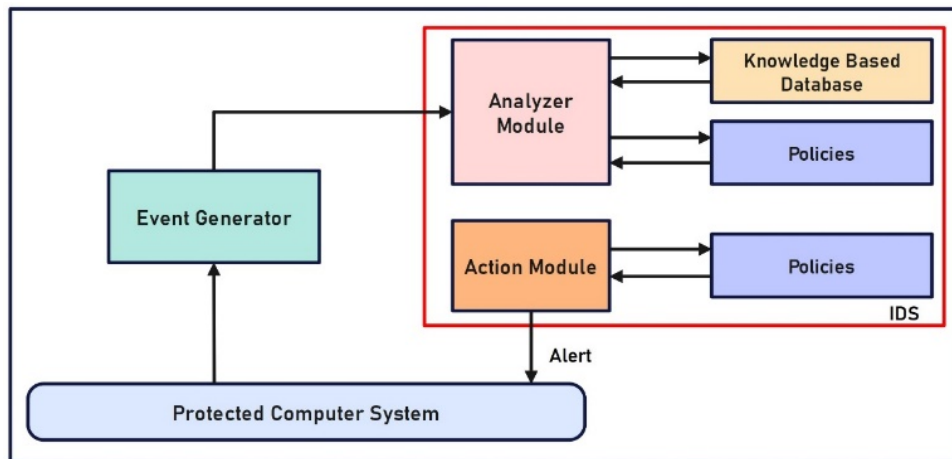 Knowledge Based
Database
Analyzer
Module
Policies
Event Generator
Action Module
Policies
IDS
Alert
Protected Computer System